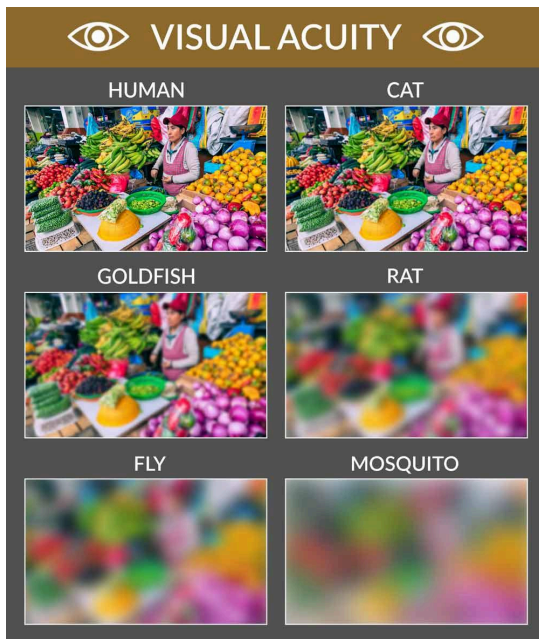 VISUAL ACUITY
HUMAN
CAT
GOLDFISH
RAT
FLY
MOSQUITO